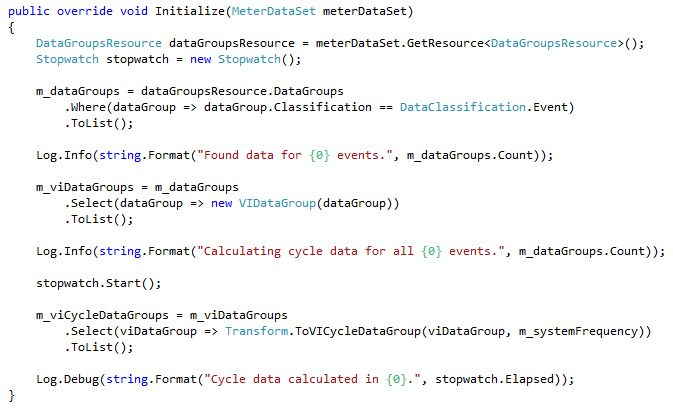 public override void Initialize(MeterDataSet meterDataSet)
{
    DataGroupsResource dataGroupsResource = meterDataSet.GetResource<DataGroupsResource>();
    Stopwatch stopwatch = new Stopwatch();

    m_dataGroups = dataGroupsResource.DataGroups
        .Where(dataGroup => dataGroup.Classification == DataClassification.Event)
        .ToList();

    Log.Info(string.Format("Found data for {0} events.", m_dataGroups.Count));

    m_viDataGroups = m_dataGroups
        .Select(dataGroup => new VIDataGroup(dataGroup))
        .ToList();

    Log.Info(string.Format("Calculating cycle data for all {0} events.", m_dataGroups.Count));

    stopwatch.Start();

    m_viCycleDataGroups = m_viDataGroups
        .Select(viDataGroup => Transform.ToVICycleDataGroup(viDataGroup, m_systemFrequency))
        .ToList();

    Log.Debug(string.Format("Cycle data calculated in {0}.", stopwatch.Elapsed));
}